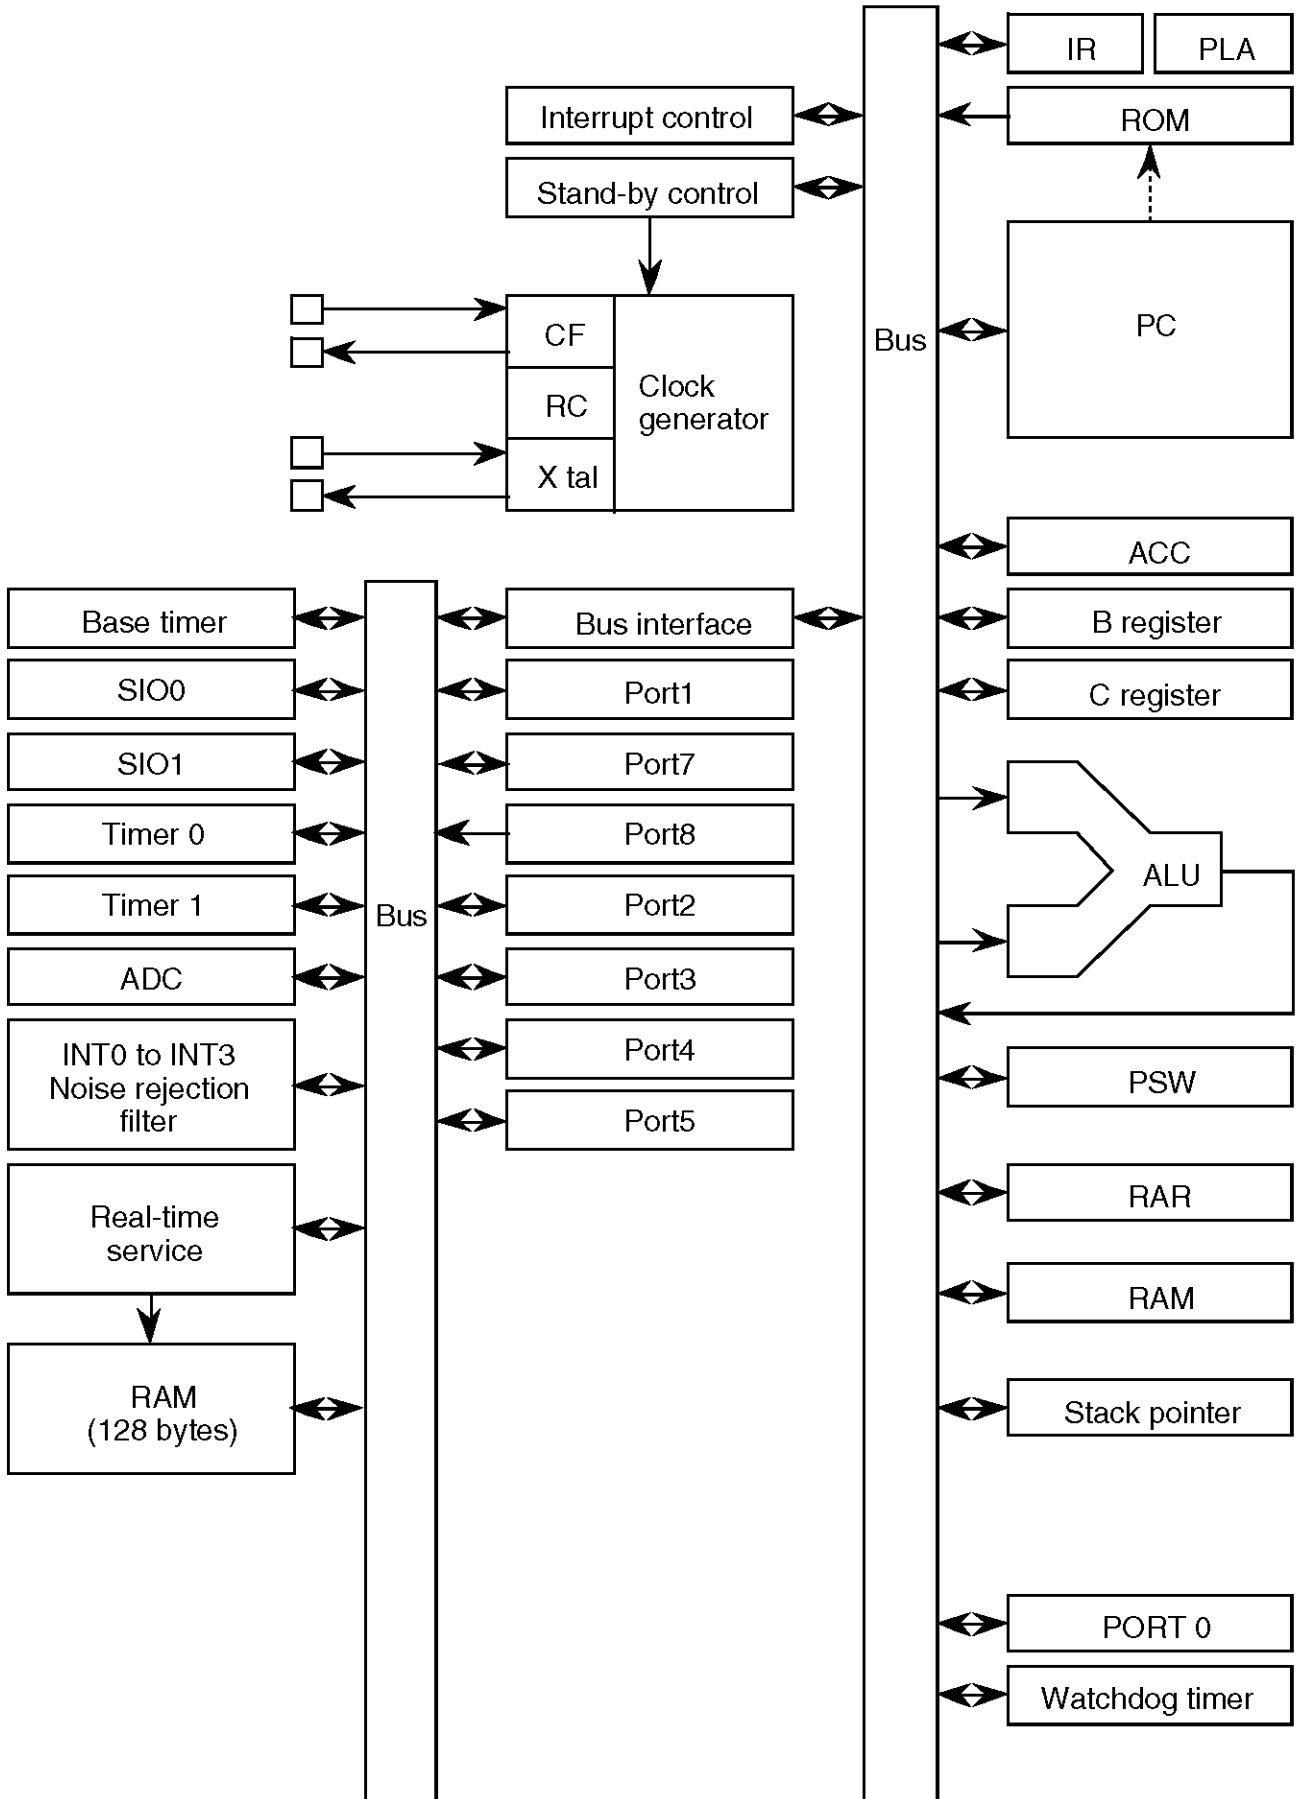 IR
PLA
Interrupt control
ROM
Stand-by control
CF
RC
X tal
Clock
generator
Bus
PC
ACC
Base timer
Bus interface
B register
SIO0
Port1
C register
SIO1
Port7
Timer 0
Port8
ALU
Timer 1
Bus
Port2
ADC
Port3
INT0 to INT3
Noise rejection
filter
Port4
PSW
Port5
Real-time
service
RAR
RAM
RAM
(128 bytes)
Stack pointer
PORT 0
Watchdog timer